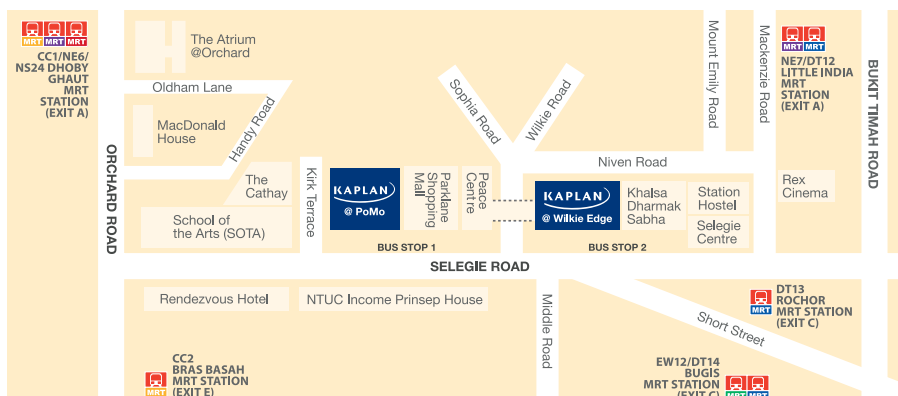 MRT MRT MRT
CC1/NE6/
NS24 DHOBY
GHAUT
MRT
STATION
(EXIT A)
ORCHARD ROAD
The Atrium
@Orchard
Oldham Lane
MacDonald
House
Handy Road
The
Cathay
School of
the Arts (SOTA)
Kirk Terrace
KAPLAN
@ PoMo
Parklane
Shopping
Mall
Peace
Centre
BUS STOP 1
Sophia Road
Wilkie Road
Niven Road
KAPLAN
@ Wilkie Edge
Khalsa
Dharmak
Sabha
Station
Hostel
Selegie
Centre
BUS STOP 2
Mount Emily Road
Mackenzie Road
MRT MRT
NE7/DT12
LITTLE INDIA
MRT
STATION
(EXIT A)
BUKIT TIMAH ROAD
Rex
Cinema
SELEGIE ROAD
Rendezvous Hotel
NTUC Income Prinsep House
Middle Road
Short Street
MRT
DT13
ROCHOR
MRT STATION
(EXIT C)
MRT
CC2
BRAS BASAH
MRT STATION
(EXIT E)
EW12/DT14
BUGIS
MRT STATION
(EXIT C)
MRT MRT